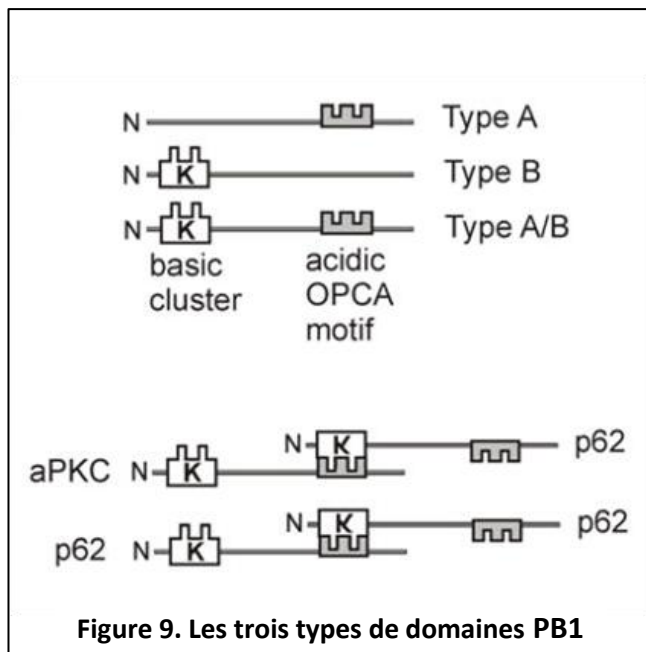 N Type A
N K Type B
N K Type A/B
basic acidic
cluster OPCA
motif
N K p62
aPKC N K
N K p62
p62 N K
Figure 9. Les trois types de domaines PB1